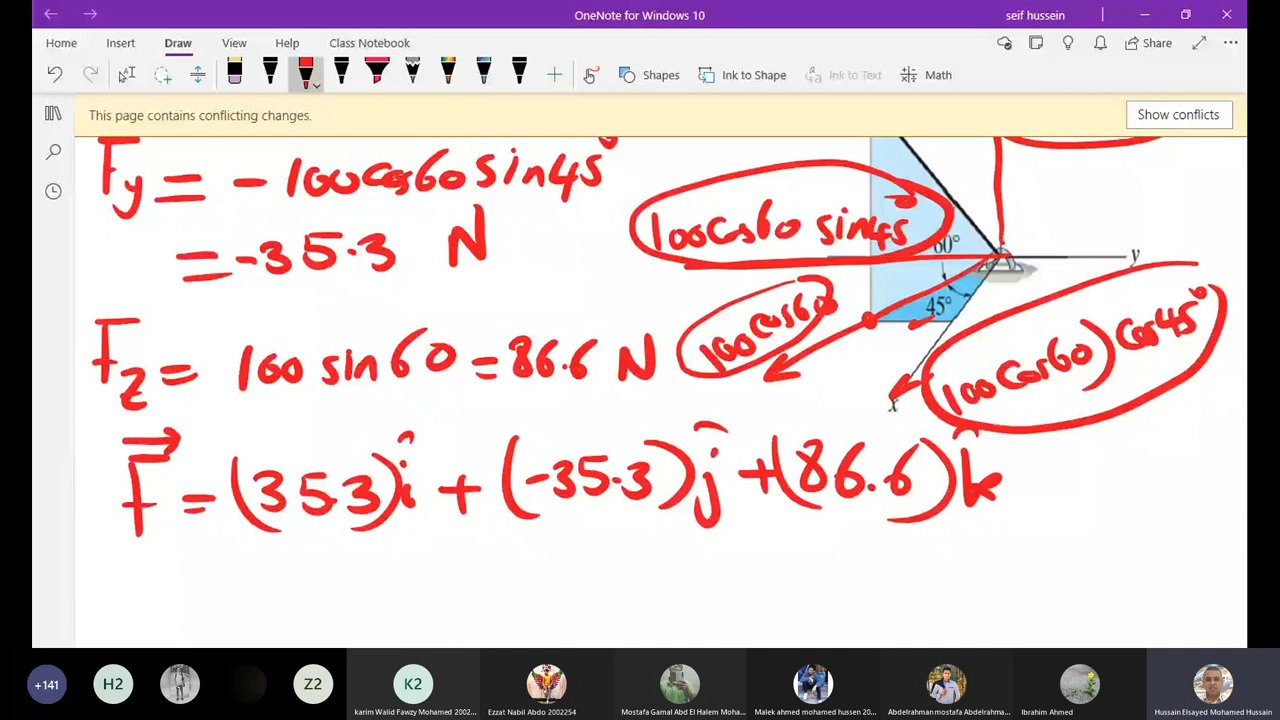 OneNote for Windows 10
seif hussein
Home Insert Draw View Help Class Notebook
Share
Shapes Ink to Shape Ink to Text Math
This page contains conflicting changes.
Show conflicts
Fy = - 100cos60 sin45°
= -35.3 N
100cos60 sin45°
60°
y
45°
100cos60
(100cos60) cos45°
x
Fz = 100 sin 60 = 86.6 N
F = (35.3)i + (-35.3)j + (86.6)k
+141 H2 Z2 K2
karim Walid Fawzy Mohamed 2002... Ezzat Nabil Abdo 2002254 Mostafa Gamal Abd El Halem Moha... Malek ahmed mohamed hussen 20... Abdelrahman mostafa Abdelrahma... Ibrahim Ahmed Hussain Elsayed Mohamed Hussain